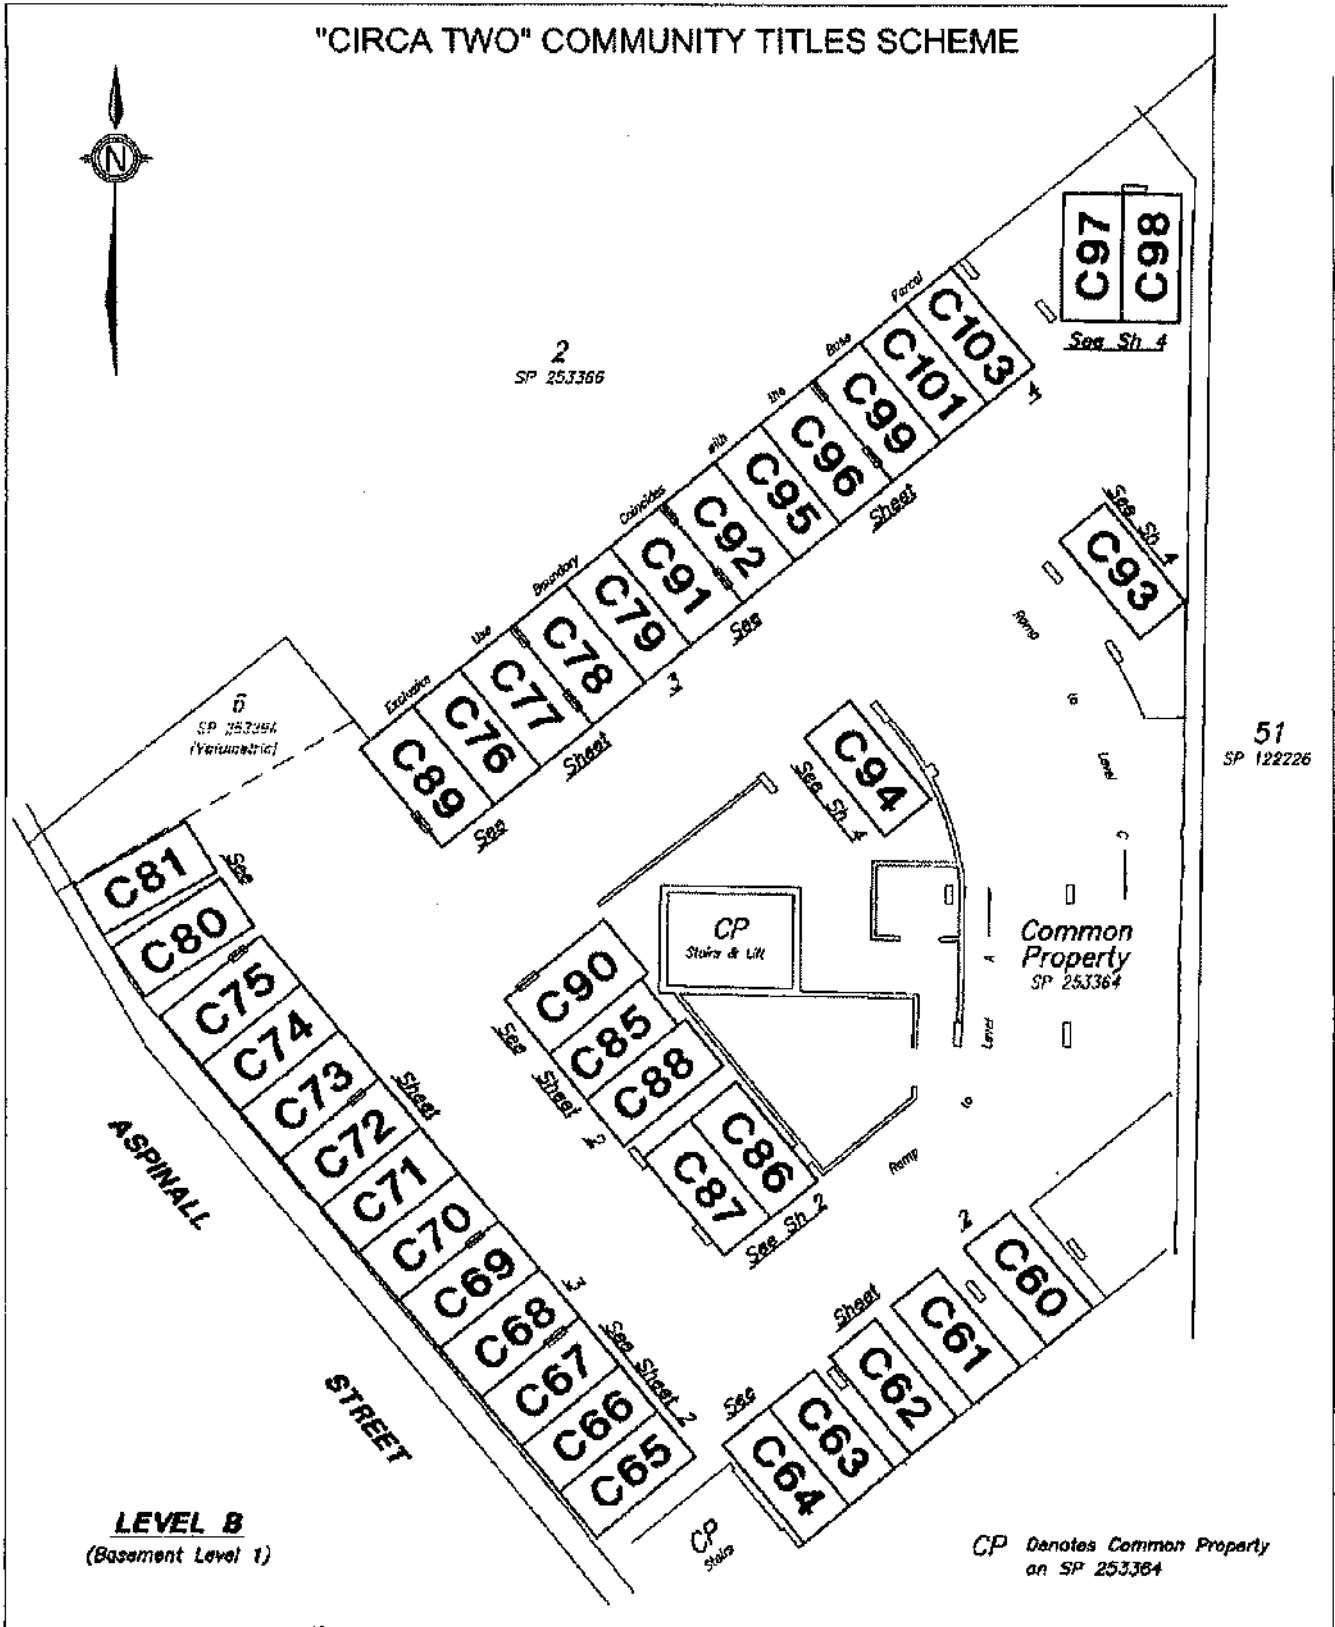 "CIRCA TWO" COMMUNITY TITLES SCHEME
N
C97
C98
See Sh 4
2
SP 253366
Exclusive Use Boundary Coincides with the Base Parcel
C103
C101
C99
C96
C95
C92
C91
C79
C78
C77
C76
C89
See Sheet 4
See Sheet 3
C93
See Sh 4
Ramp to Level C
6
SP 253394
(Volumetric)
51
SP 122226
C94
See Sh 4
CP
Stairs & Lift
Common
Property
SP 253364
Ramp to Level A
C81
C80
C75
C74
C73
C72
C71
C70
C69
C68
C67
C66
C65
See Sheet 3
See Sheet 2
C90
C85
C88
See Sheet 2
C86
C87
See Sh 2
C60
C61
C62
C63
C64
See Sheet 2
ASPINALL
STREET
CP
Stairs
LEVEL B
(Basement Level 1)
CP Denotes Common Property
on SP 253364